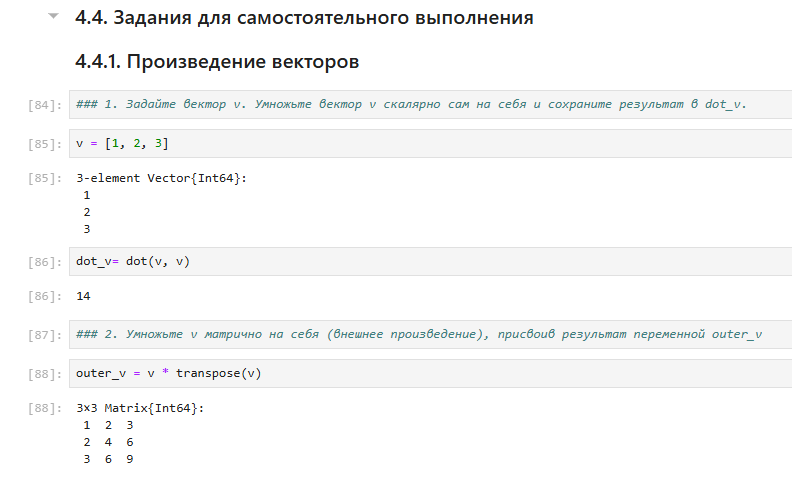 4.4. Задания для самостоятельного выполнения
4.4.1. Произведение векторов
[84]: ### 1. Задайте вектор v. Умножьте вектор v скалярно сам на себя и сохраните результат в dot_v.
[85]: v = [1, 2, 3]
[85]: 3-element Vector{Int64}:
1
2
3
[86]: dot_v= dot(v, v)
[86]: 14
[87]: ### 2. Умножьте v матрично на себя (внешнее произведение), присвоив результат переменной outer_v
[88]: outer_v = v * transpose(v)
[88]: 3×3 Matrix{Int64}:
1 2 3
2 4 6
3 6 9